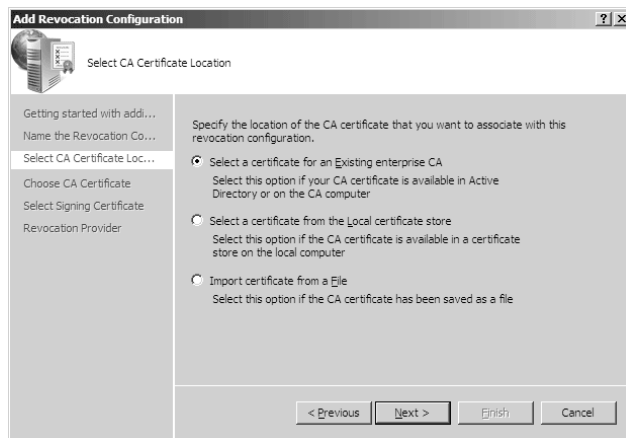 Add Revocation Configuration
? X
Select CA Certificate Location
Getting started with addi...
Name the Revocation Co...
Select CA Certificate Loc...
Choose CA Certificate
Select Signing Certificate
Revocation Provider
Specify the location of the CA certificate that you want to associate with this
revocation configuration.
Select a certificate for an Existing enterprise CA
Select this option if your CA certificate is available in Active
Directory or on the CA computer
Select a certificate from the Local certificate store
Select this option if the CA certificate is available in a certificate
store on the local computer
Import certificate from a File
Select this option if the CA certificate has been saved as a file
< Previous
Next >
Finish
Cancel